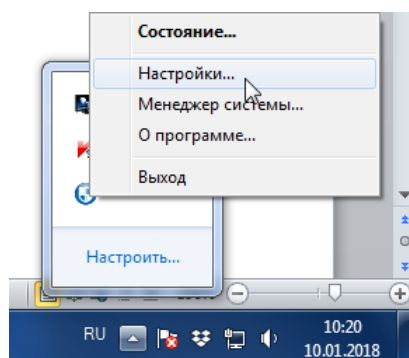 Состояние...
Настройки...
Менеджер системы...
О программе...
Выход
Настроить...
RU
10:20
10.01.2018